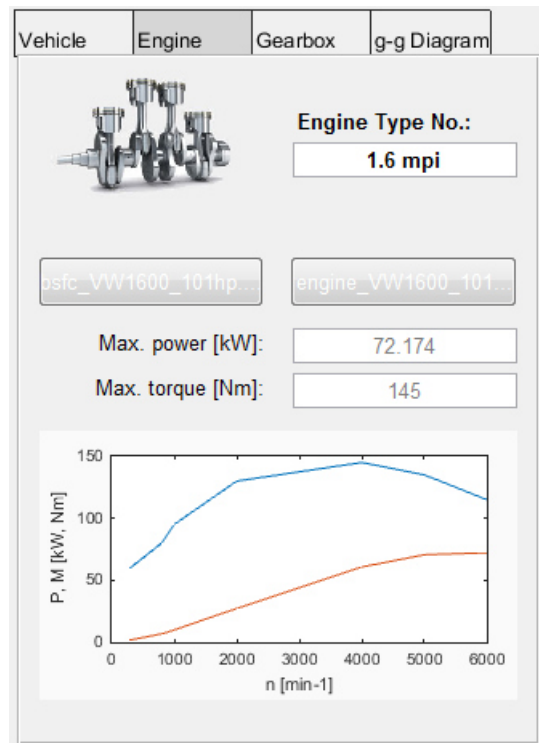 Vehicle Engine Gearbox g-g Diagram
Engine Type No.:
1.6 mpi
bsfc_VW1600_101hp.... engine_VW1600_101...
Max. power [kW]: 72.174
Max. torque [Nm]: 145
P, M [kW, Nm]
150
100
50
0
0 1000 2000 3000 4000 5000 6000
n [min-1]